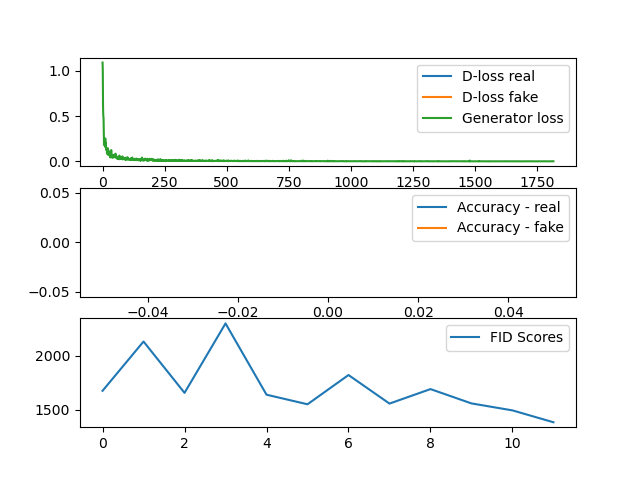 1.0
0.5
0.0
D-loss real
D-loss fake
Generator loss
0 250 500 750 1000 1250 1500 1750
0.05
0.00
−0.05
Accuracy - real
Accuracy - fake
−0.04 −0.02 0.00 0.02 0.04
2000
1500
FID Scores
0 2 4 6 8 10